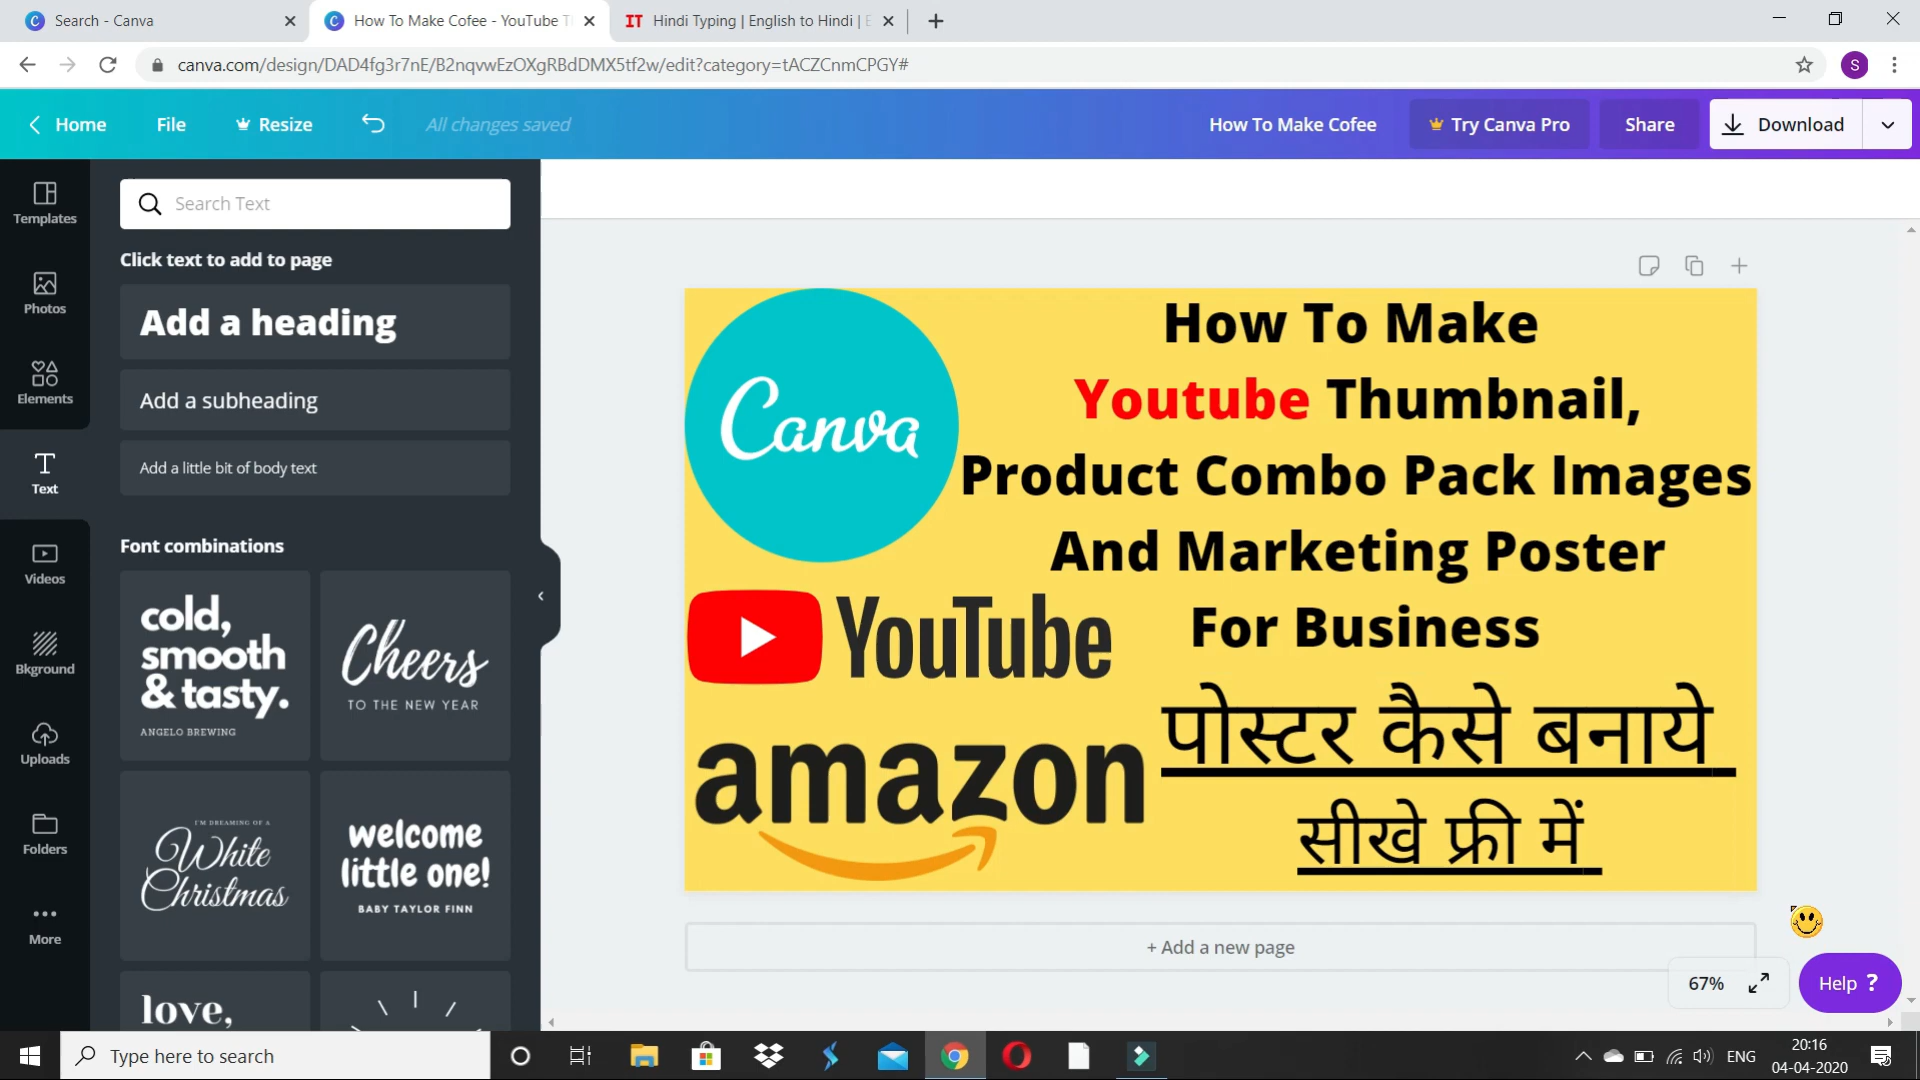 Search - Canva
How To Make Cofee - YouTube T
IT Hindi Typing | English to Hindi | E
canva.com/design/DAD4fg3r7nE/B2nqvwEzOXgRBdDMX5tf2w/edit?category=tACZCnmCPGY#
S
Home File Resize All changes saved How To Make Cofee Try Canva Pro Share Download
Templates
Photos
Elements
Text
Videos
Bkground
Uploads
Folders
More
Search Text
Click text to add to page
Add a heading
Add a subheading
Add a little bit of body text
Font combinations
cold,
smooth
& tasty.
ANGELO BREWING
Cheers
TO THE NEW YEAR
I'M DREAMING OF A
White
Christmas
welcome
little one!
BABY TAYLOR FINN
love,
Canva
How To Make
Youtube Thumbnail,
Product Combo Pack Images
And Marketing Poster
For Business
YouTube
amazon
पोस्टर कैसे बनाये
सीखे फ्री में
+ Add a new page
67%
Help ?
Type here to search
ENG
20:16
04-04-2020